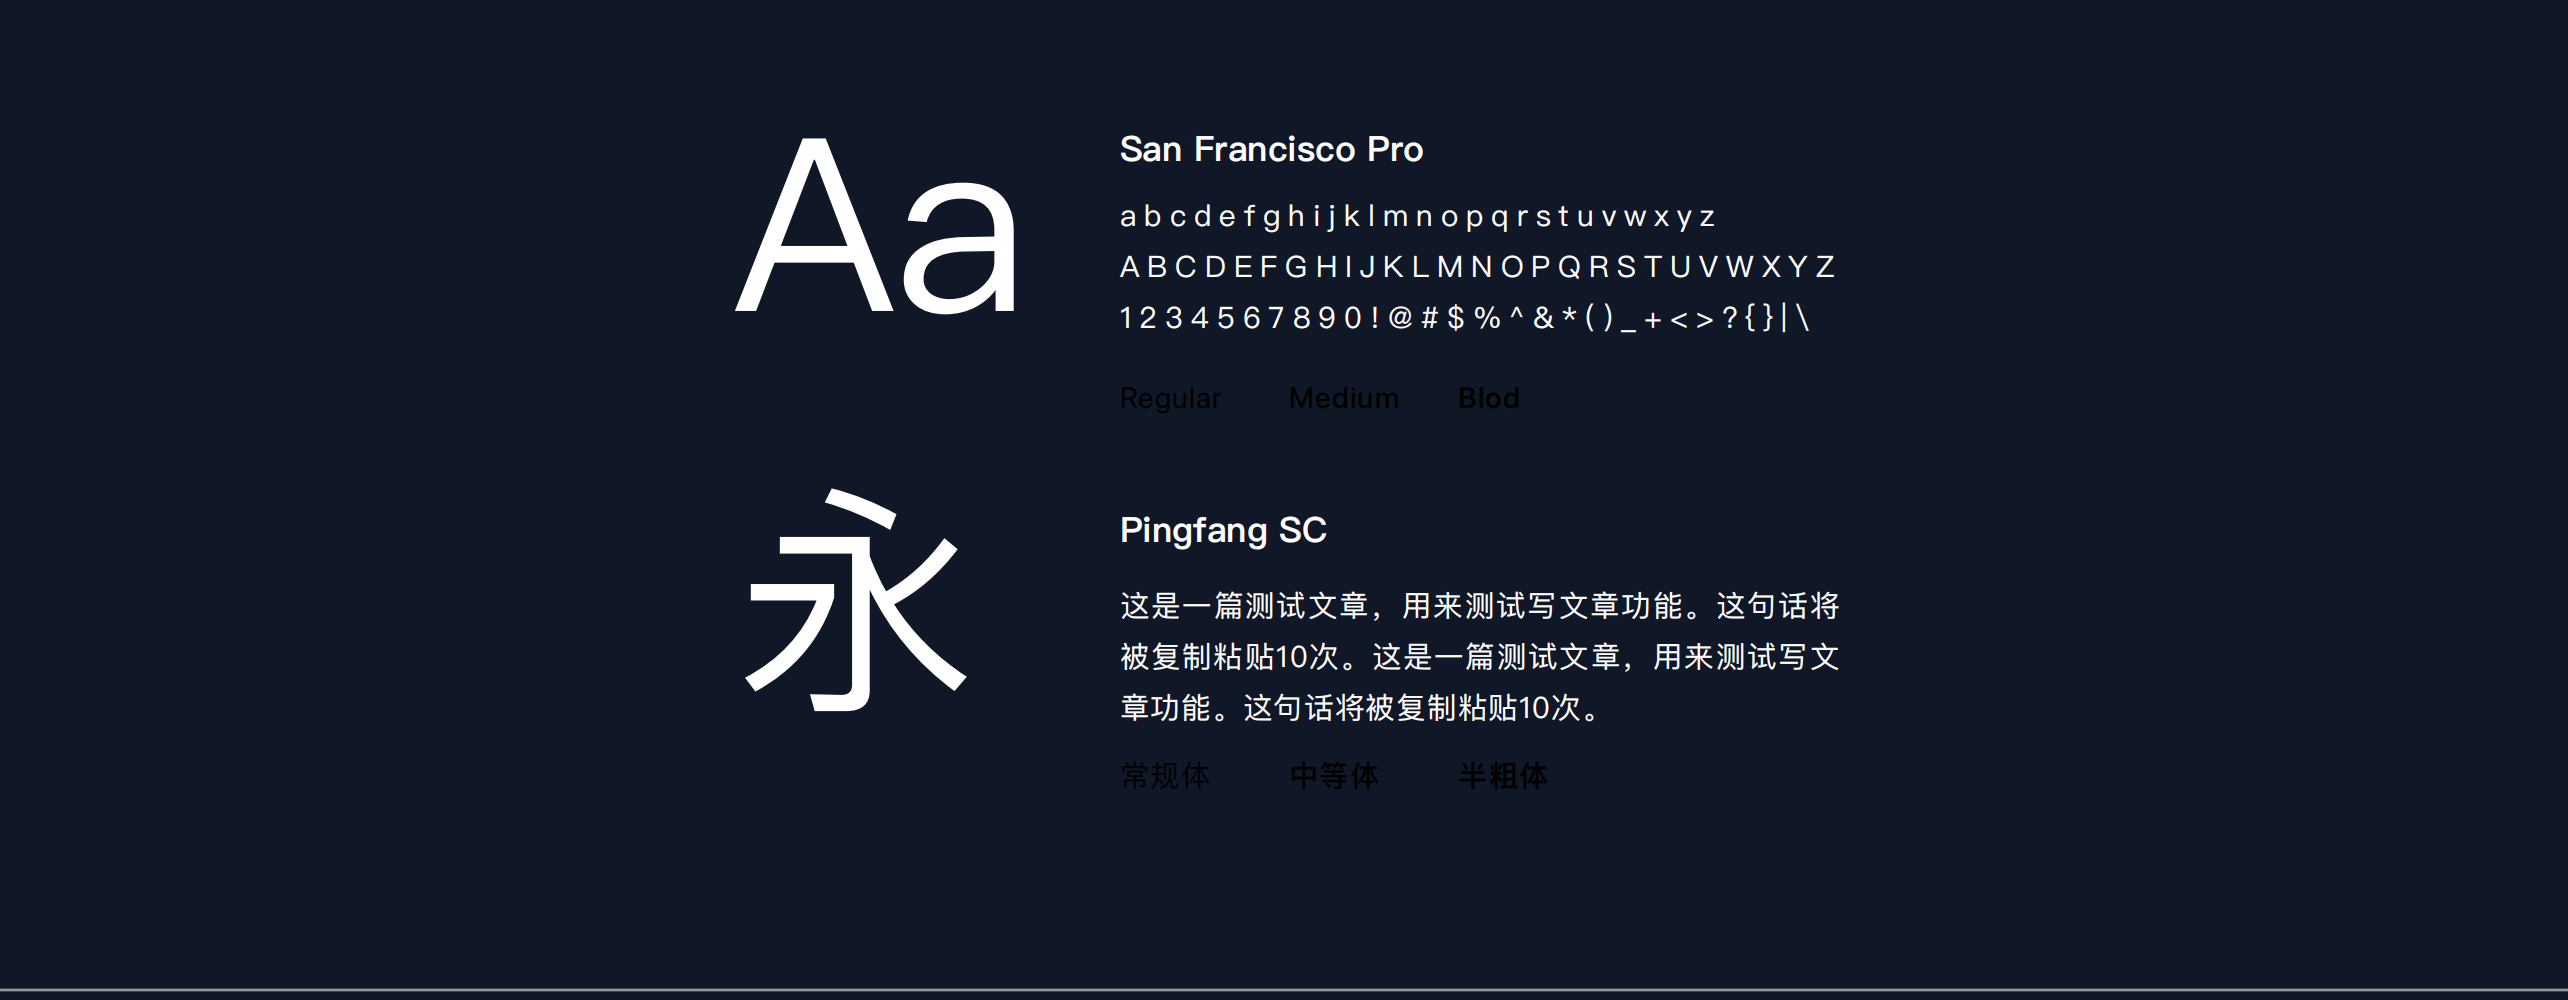 Aa
San Francisco Pro
a b c d e f g h i j k l m n o p q r s t u v w x y z
A B C D E F G H I J K L M N O P Q R S T U V W X Y Z
1 2 3 4 5 6 7 8 9 0 ! @ # $ % ^ & * ( ) _ + < > ? { } | \
Regular Medium Blod
永
Pingfang SC
这是一篇测试文章，用来测试写文章功能。这句话将
被复制粘贴10次。这是一篇测试文章，用来测试写文
章功能。这句话将被复制粘贴10次。
常规体 中等体 半粗体